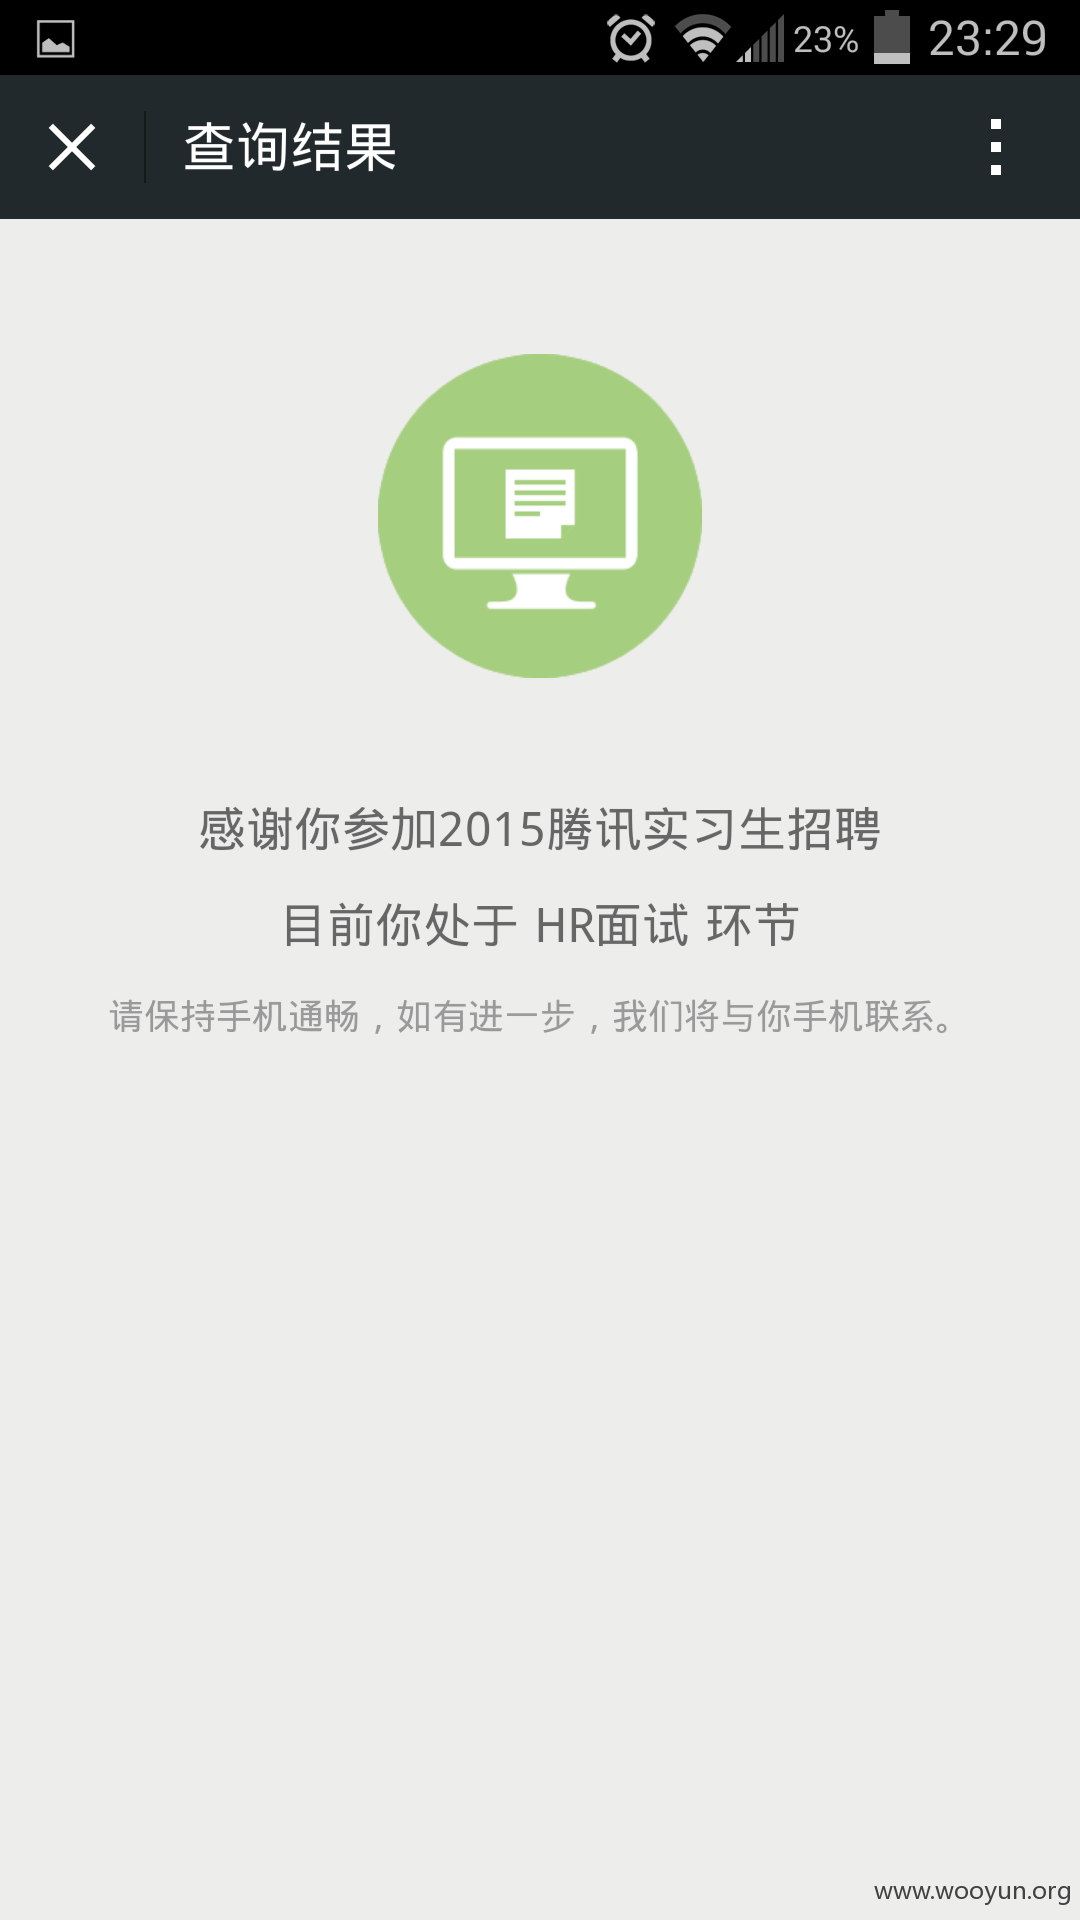 23% 23:29
查询结果
感谢你参加2015腾讯实习生招聘
目前你处于 HR面试 环节
请保持手机通畅，如有进一步，我们将与你手机联系。
www.wooyun.org